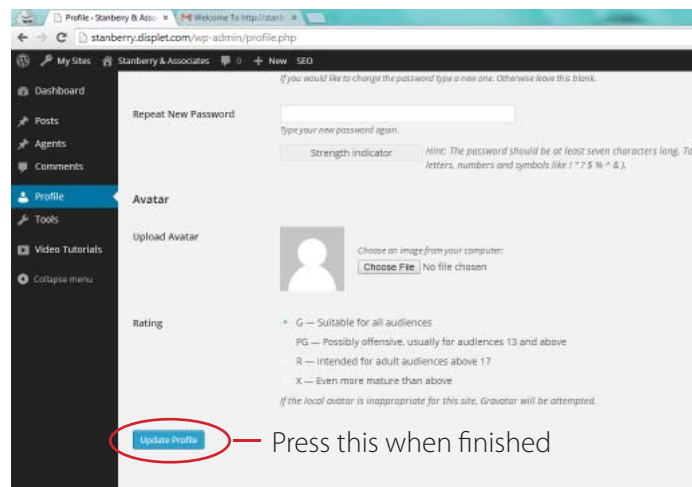 Profile ‹ Stanberry & Asso
Welcome To http://stanb
stanberry.displet.com/wp-admin/profile.php
My Sites Stanberry & Associates 0 + New SEO
If you would like to change the password type a new one. Otherwise leave this blank.
Dashboard
Posts
Agents
Comments
Profile
Tools
Video Tutorials
Collapse menu
Repeat New Password
Type your new password again.
Strength indicator
Hint: The password should be at least seven characters long. To
letters, numbers and symbols like ! " ? $ % ^ & ).
Avatar
Upload Avatar
Choose an image from your computer:
Choose File No file chosen
Rating
G — Suitable for all audiences
PG — Possibly offensive, usually for audiences 13 and above
R — Intended for adult audiences above 17
X — Even more mature than above
If the local avatar is inappropriate for this site, Gravatar will be attempted.
Update Profile
Press this when finished